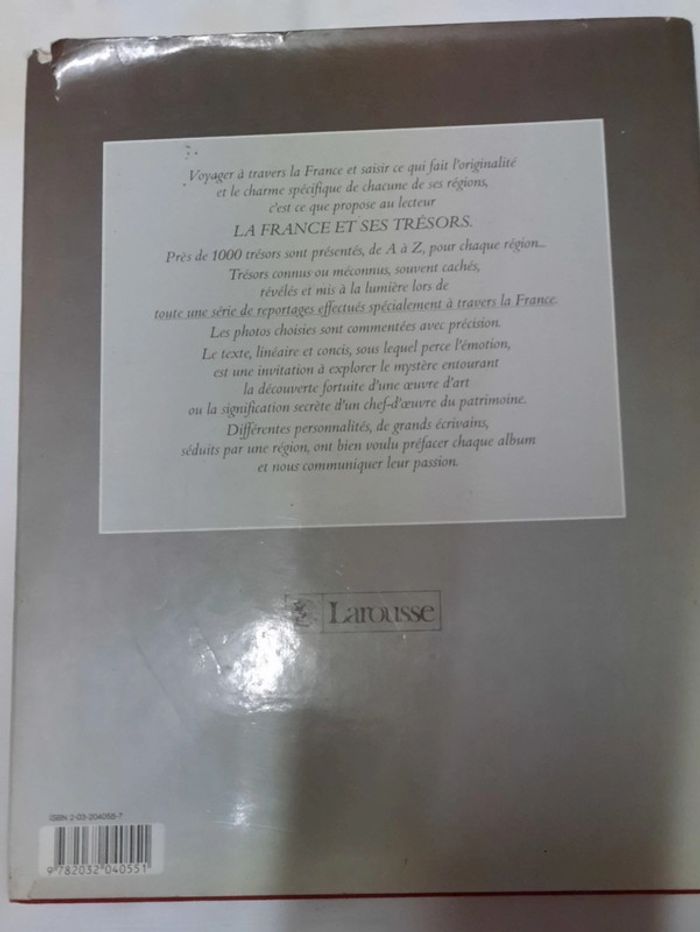 Voyager à travers la France et saisir ce qui fait l'originalité
et le charme spécifique de chacune de ses régions,
c'est ce que propose au lecteur
LA FRANCE ET SES TRÉSORS.
Près de 1000 trésors sont présentés, de A à Z, pour chaque région...
Trésors connus ou méconnus, souvent cachés,
révélés et mis à la lumière lors de
toute une série de reportages effectués spécialement à travers la France.
Les photos choisies sont commentées avec précision.
Le texte, linéaire et concis, sous lequel perce l'émotion,
est une invitation à explorer le mystère entourant
la découverte fortuite d'une œuvre d'art
ou la signification secrète d'un chef-d'œuvre du patrimoine.
Différentes personnalités, de grands écrivains,
séduits par une région, ont bien voulu préfacer chaque album
et nous communiquer leur passion.
Larousse
ISBN 2-03-204055-7
9 782032 040551